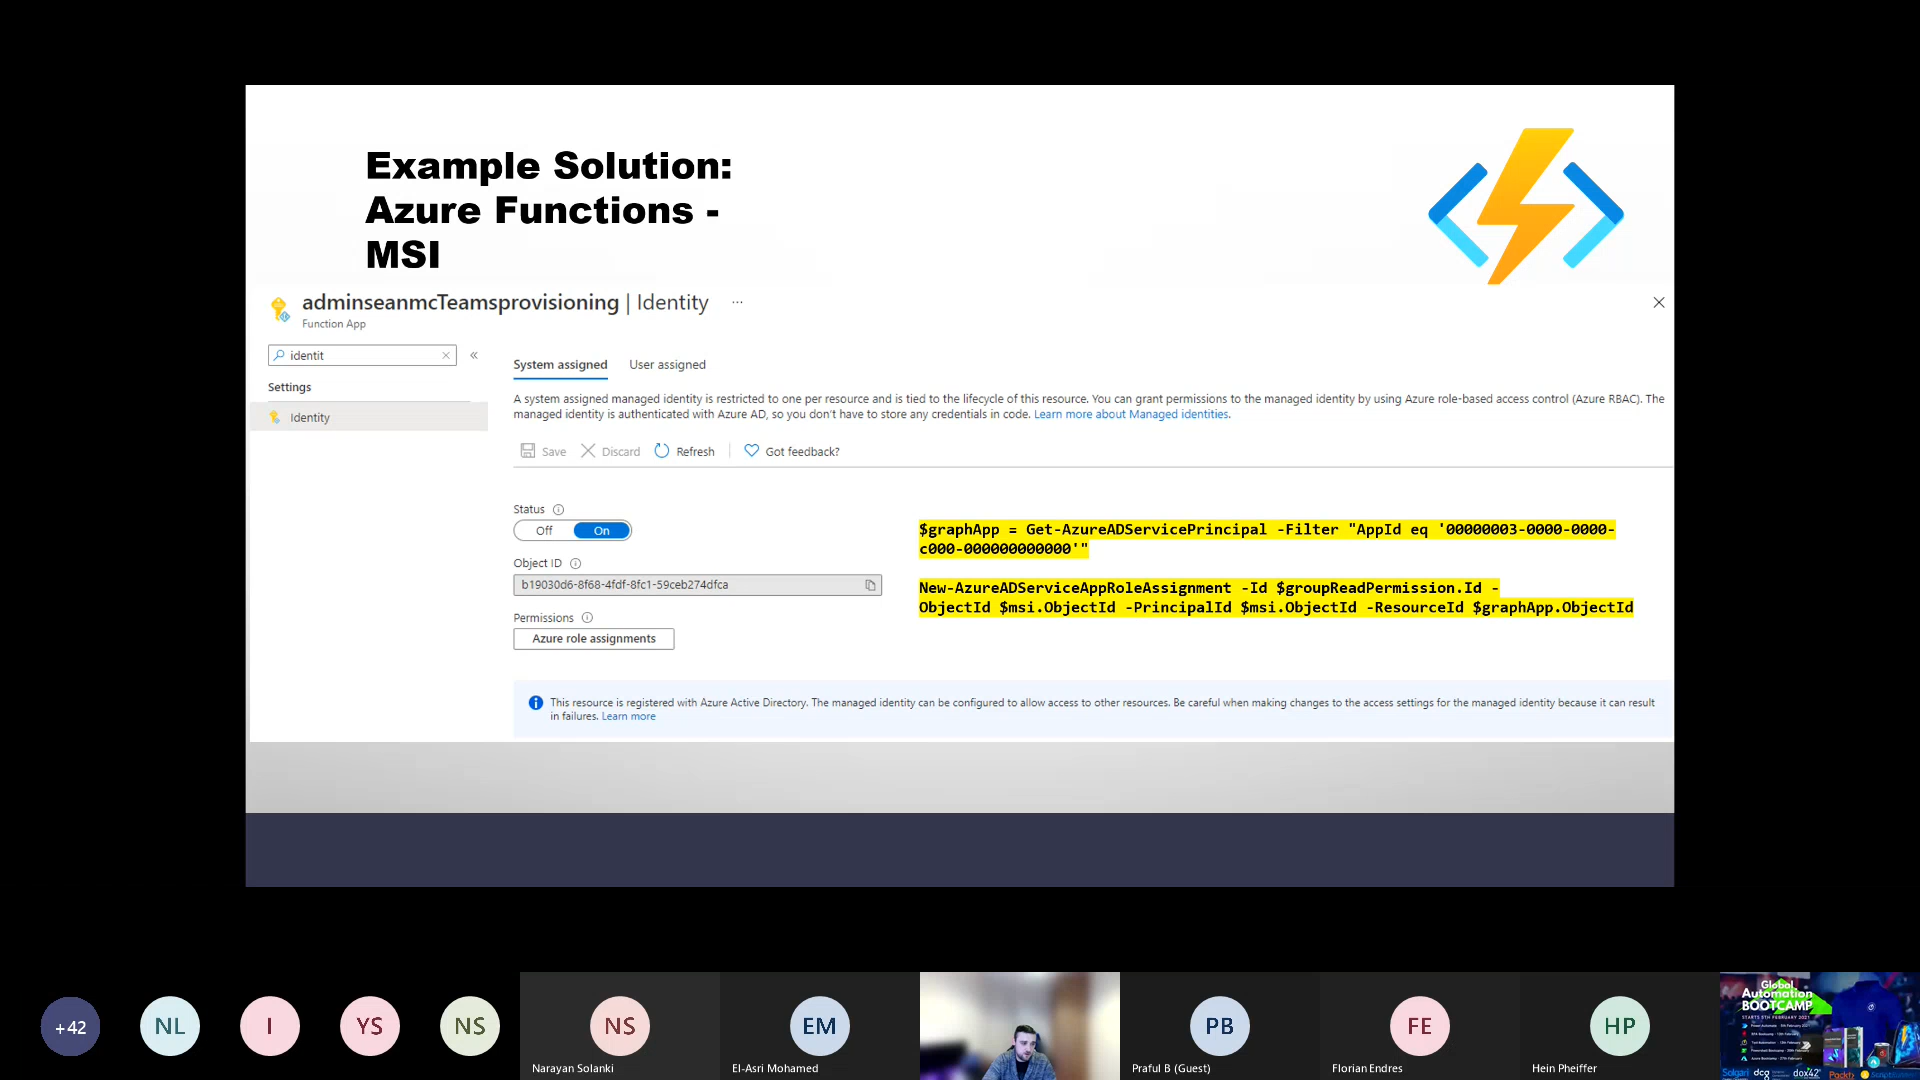 Example Solution:
Azure Functions -
MSI
adminseanmcTeamsprovisioning | Identity ...
Function App
identit
Settings
Identity
System assigned User assigned
A system assigned managed identity is restricted to one per resource and is tied to the lifecycle of this resource. You can grant permissions to the managed identity by using Azure role-based access control (Azure RBAC). The
managed identity is authenticated with Azure AD, so you don't have to store any credentials in code. Learn more about Managed identities.
Save Discard Refresh Got feedback?
Status
Off On
Object ID
b19030d6-8f68-4fdf-8fc1-59ceb274dfca
Permissions
Azure role assignments
$graphApp = Get-AzureADServicePrincipal -Filter "AppId eq '00000003-0000-0000-
c000-000000000000'"
New-AzureADServiceAppRoleAssignment -Id $groupReadPermission.Id -
ObjectId $msi.ObjectId -PrincipalId $msi.ObjectId -ResourceId $graphApp.ObjectId
This resource is registered with Azure Active Directory. The managed identity can be configured to allow access to other resources. Be careful when making changes to the access settings for the managed identity because it can result
in failures. Learn more
+42
NL
I
YS
NS
NS
Narayan Solanki
EM
El-Asri Mohamed
PB
Praful B (Guest)
FE
Florian Endres
HP
Hein Pheiffer
Global
Automation
BOOTCAMP
STARTS 5TH FEBRUARY 2021
Solgari dcg dox42 Packt